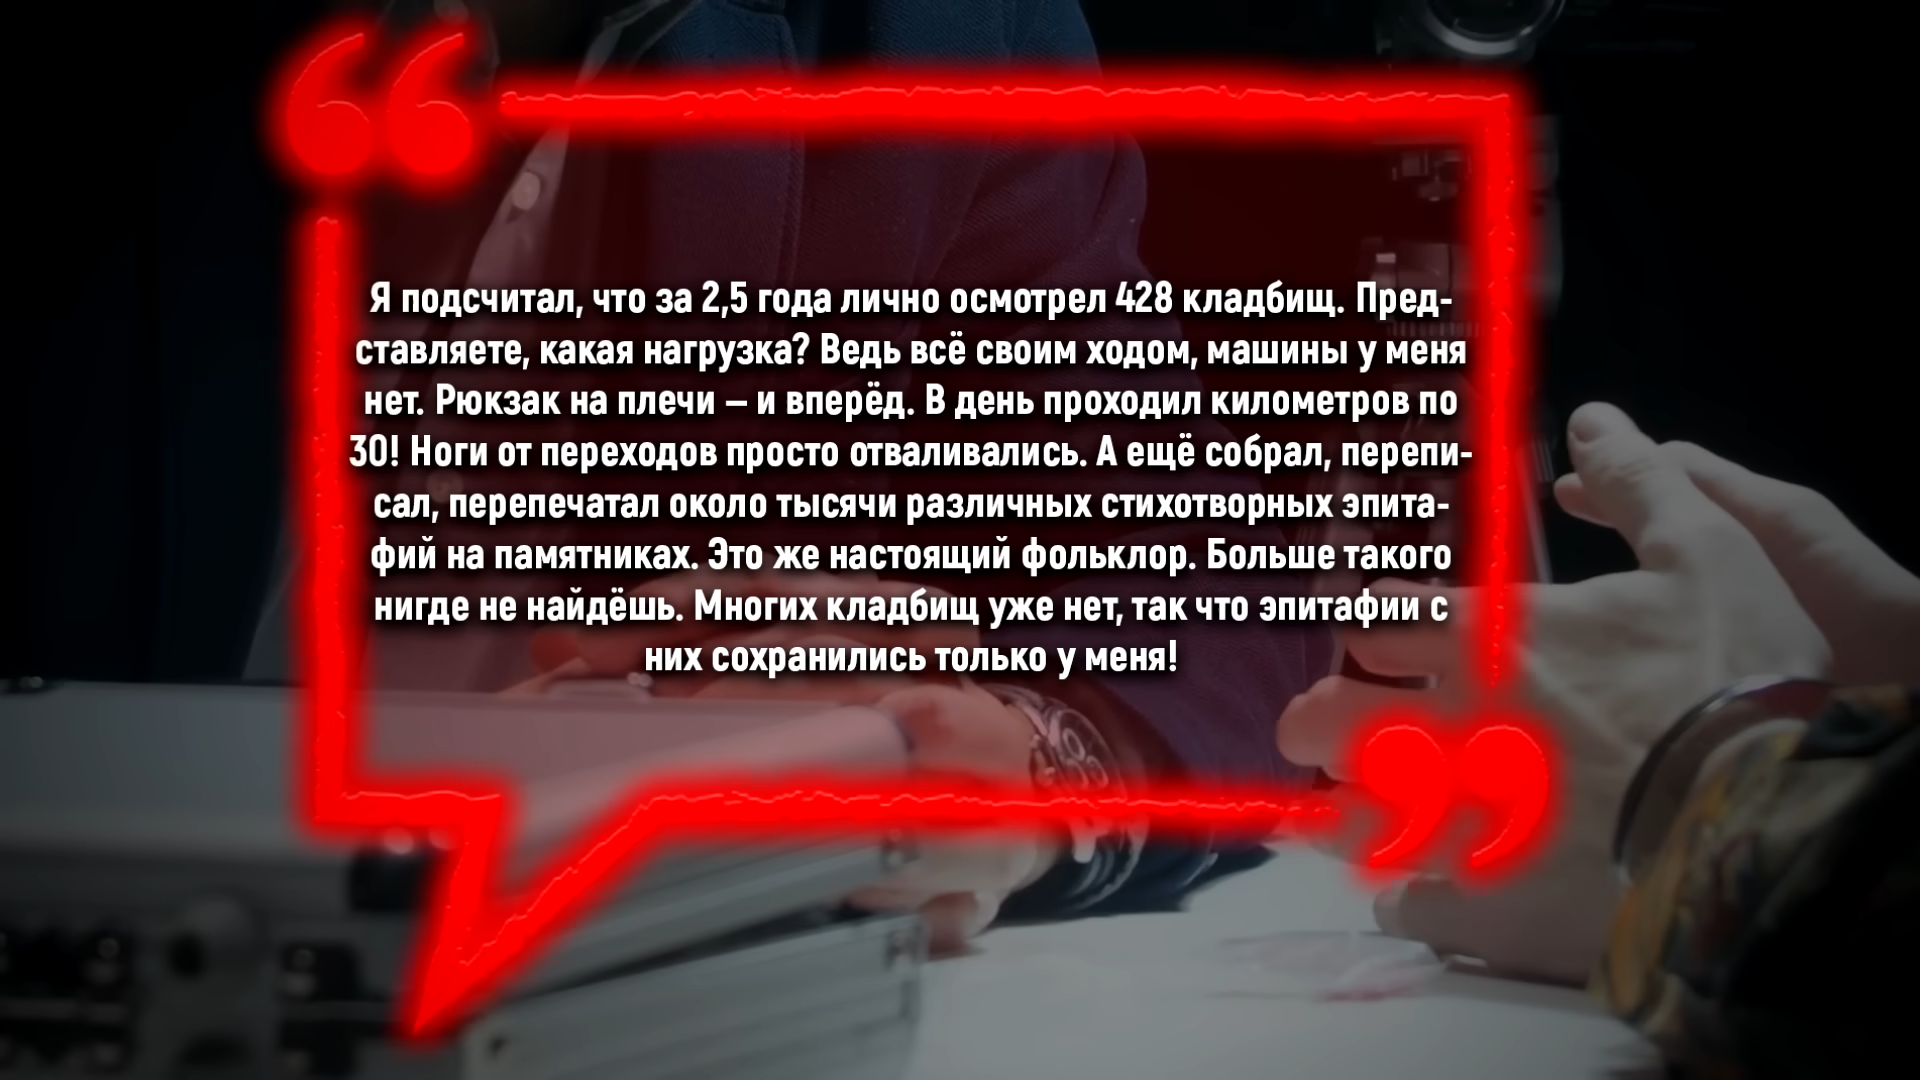 Я подсчитал, что за 2,5 года лично осмотрел 428 кладбищ. Пред-
ставляете, какая нагрузка? Ведь всё своим ходом, машины у меня
нет. Рюкзак на плечи – и вперёд. В день проходил километров по
30! Ноги от переходов просто отваливались. А ещё собрал, перепи-
сал, перепечатал около тысячи различных стихотворных эпита-
фий на памятниках. Это же настоящий фольклор. Больше такого
нигде не найдёшь. Многих кладбищ уже нет, так что эпитафии с
них сохранились только у меня!